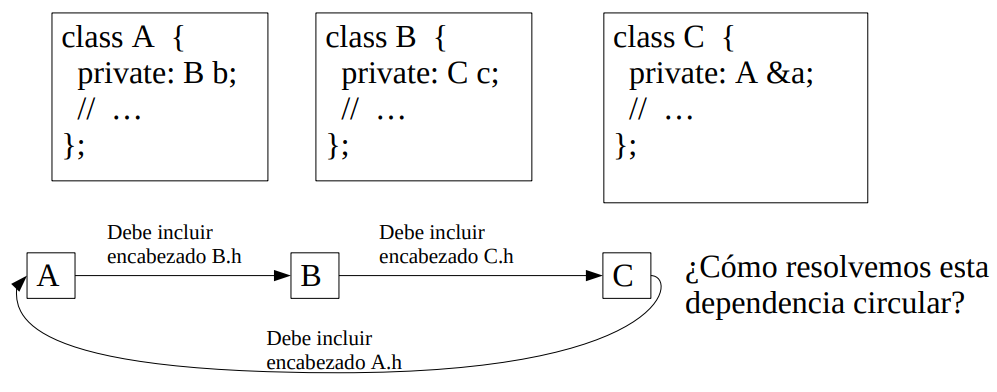 class A  {
private: B b;
//  …
};
class B  {
private: C c;
//  …
};
class C  {
private: A &a;
//  …
};
Debe incluir
encabezado B.h
Debe incluir
encabezado C.h
A
B
C
¿Cómo resolvemos esta
dependencia circular?
Debe incluir
encabezado A.h